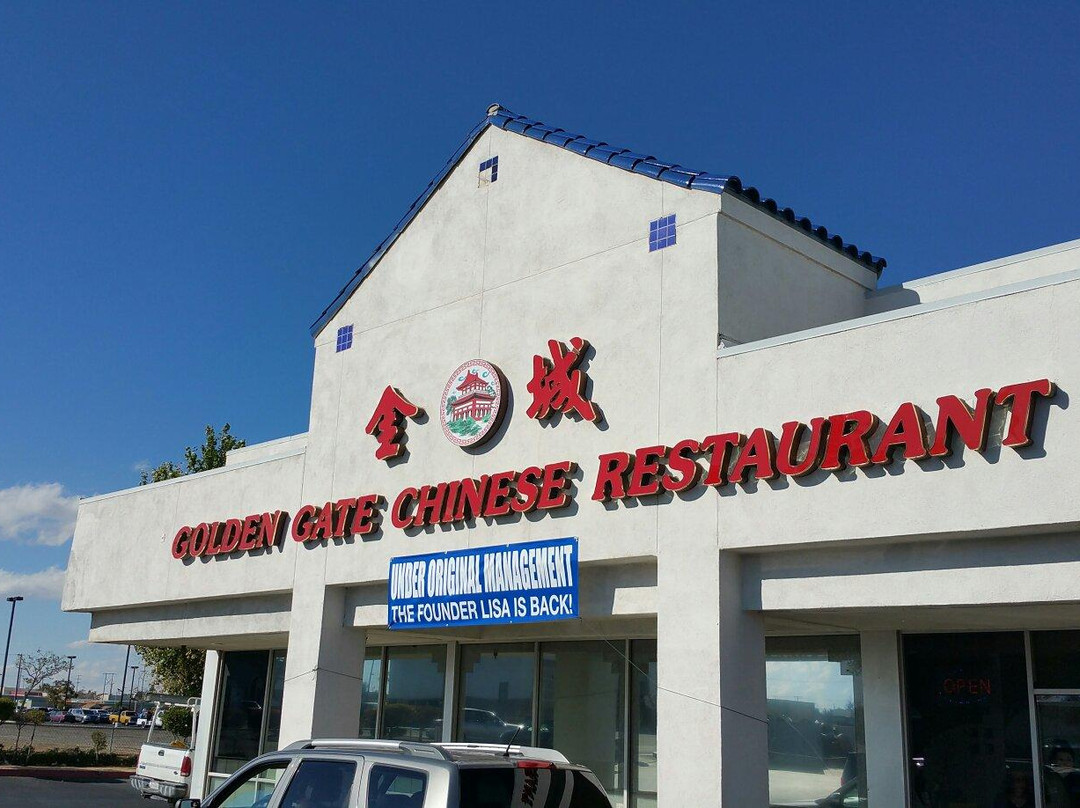 金城
GOLDEN GATE CHINESE RESTAURANT
UNDER ORIGINAL MANAGEMENT
THE FOUNDER LISA IS BACK!
OPEN